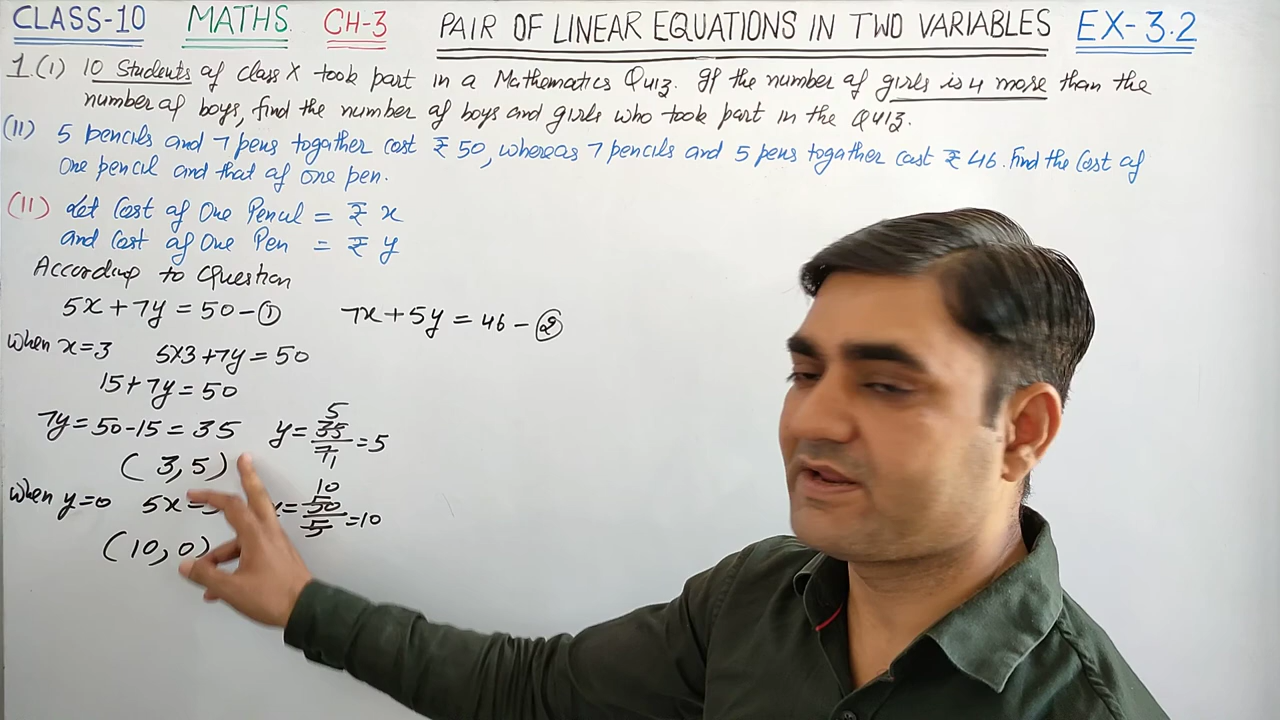 CLASS-10 MATHS CH-3 PAIR OF LINEAR EQUATIONS IN TWO VARIABLES EX-3.2
1.(i) 10 Students of class X took part in a Mathematics Quiz. If the number of girls is 4 more than the
number of boys, find the number of boys and girls who took part in the Quiz.
(II) 5 pencils and 7 pens togather cost ₹ 50, whereas 7 pencils and 5 pens togather cost ₹ 46. Find the Cost of
One pencil and that of one pen.
(II) Let Cost of One Pencil = ₹ x
and Cost of One Pen = ₹ y
According to Question
5x+7y=50-① 7x+5y=46-②
when x=3 5×3+7y=50
15+7y=50
7y=50-15=35 y=35/7=5
5
1
(3,5)
when y=0 5x= =50/5=10
10
(10,0)